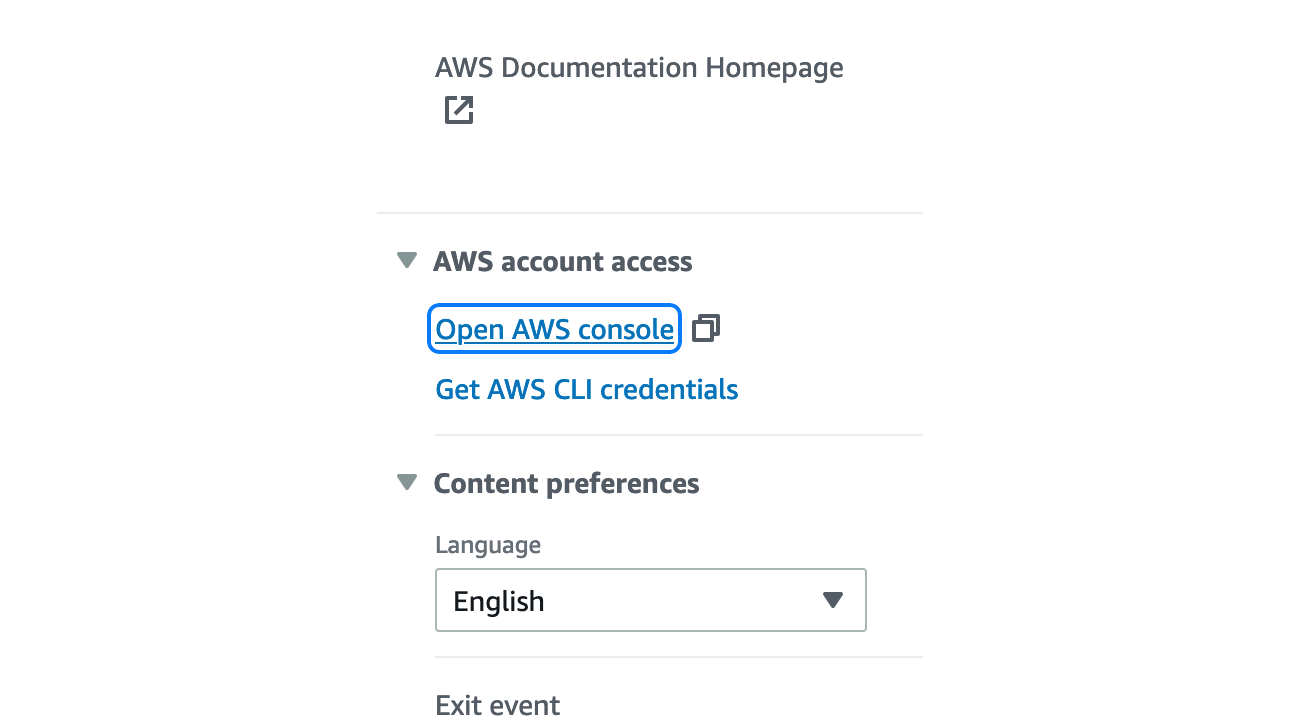 AWS Documentation Homepage
AWS account access
Open AWS console
Get AWS CLI credentials
Content preferences
Language
English
Exit event